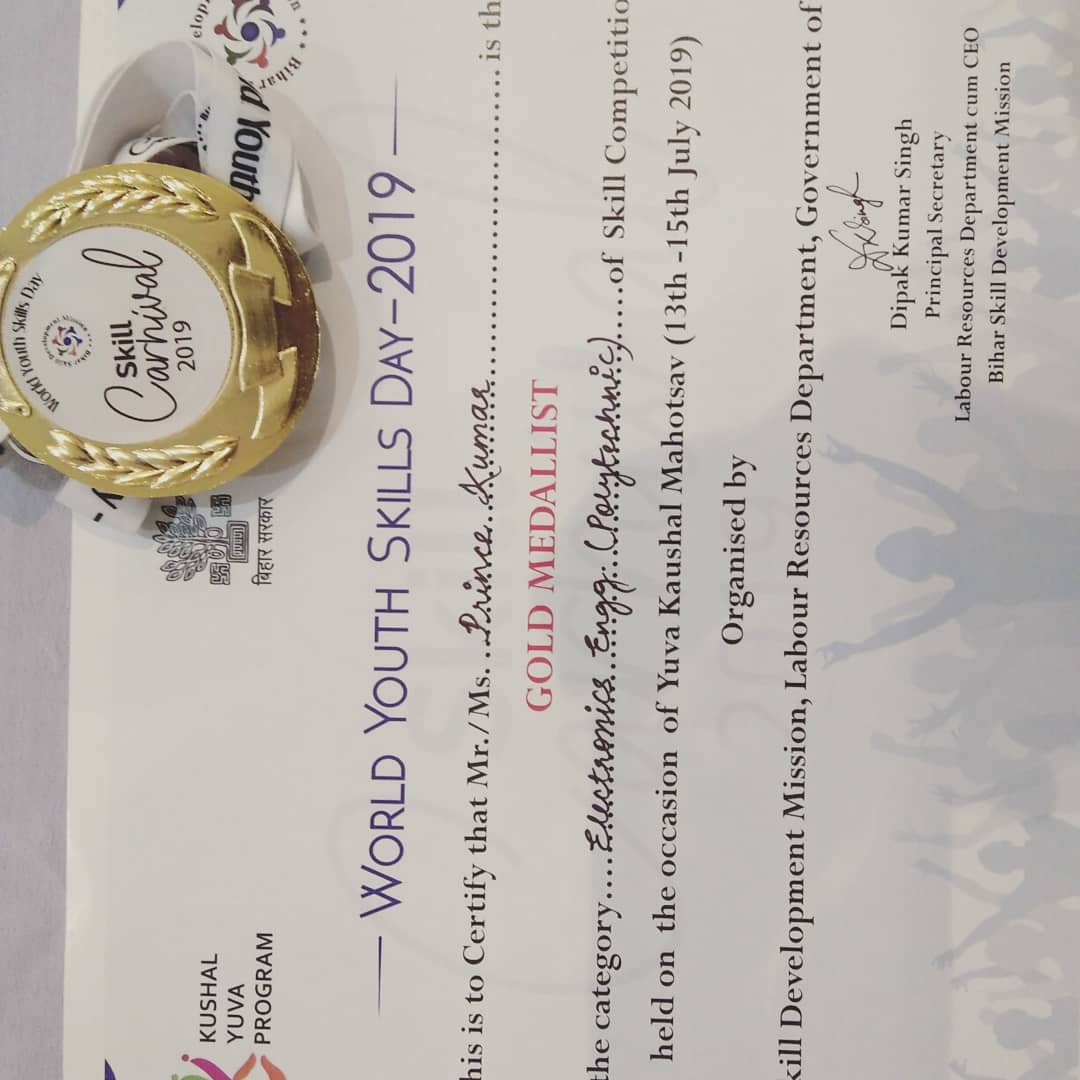 World Youth Skills Day
Bihar Skill Development Mission
Skill
Carnival
2019
KUSHAL
YUVA
PROGRAM
बिहार सरकार
Youth
Bihar
WORLD YOUTH SKILLS DAY–2019
his is to Certify that Mr./Ms. ..Prince Kumar.......... is th
GOLD MEDALLIST
the category....Electronics Engg. (Polytechnic).....of Skill Competitio
held on the occasion of Yuva Kaushal Mahotsav (13th -15th July 2019)
Organised by
kill Development Mission, Labour Resources Department, Government of
DKSingh
Dipak Kumar Singh
Principal Secretary
Labour Resources Department cum CEO
Bihar Skill Development Mission